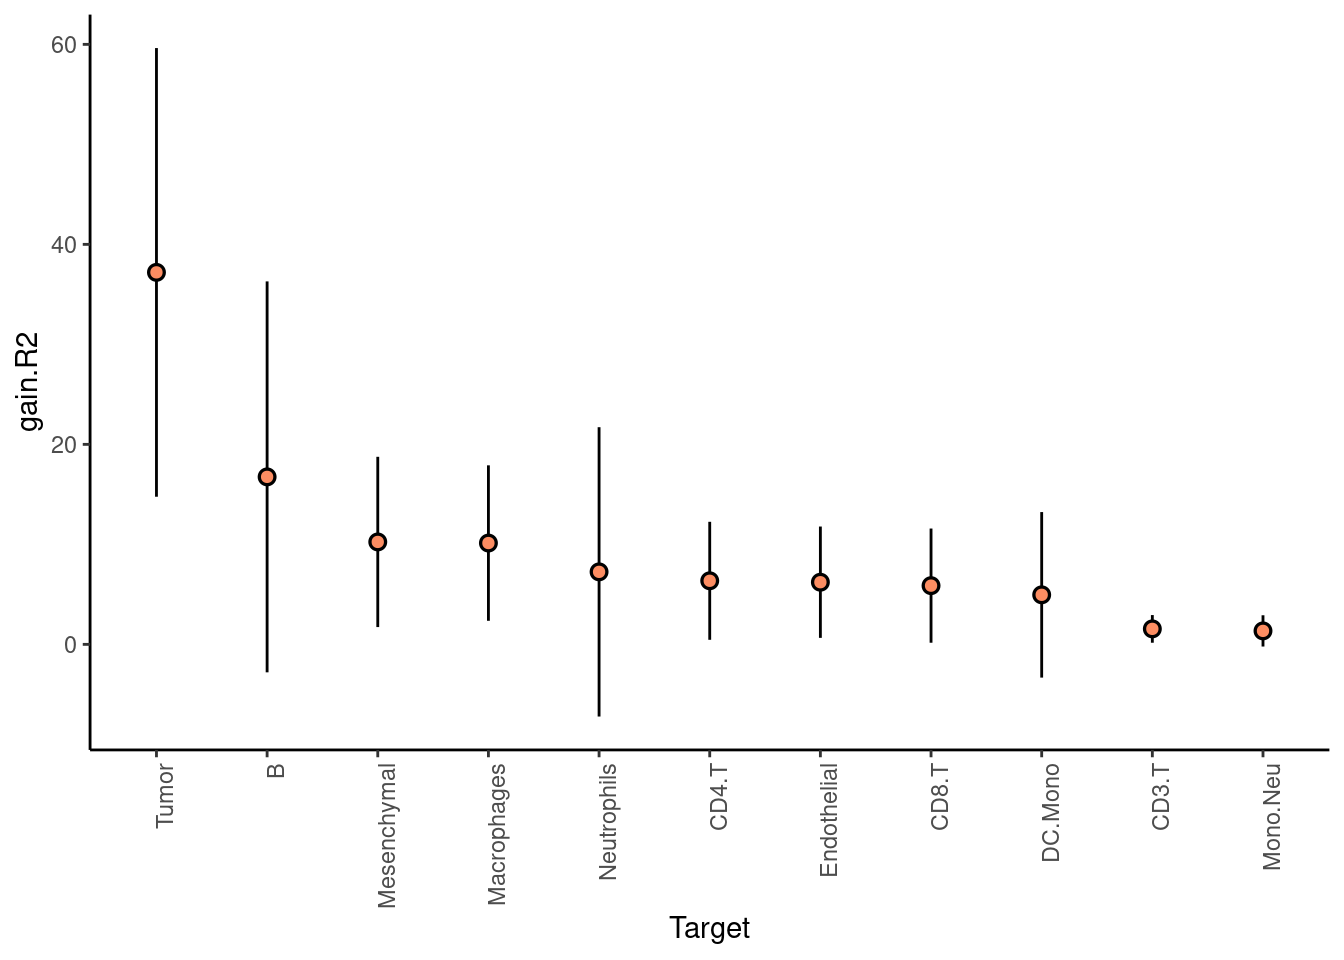 60
40
20
0
gain.R2
Tumor
B
Mesenchymal
Macrophages
Neutrophils
CD4.T
Endothelial
CD8.T
DC.Mono
CD3.T
Mono.Neu
Target